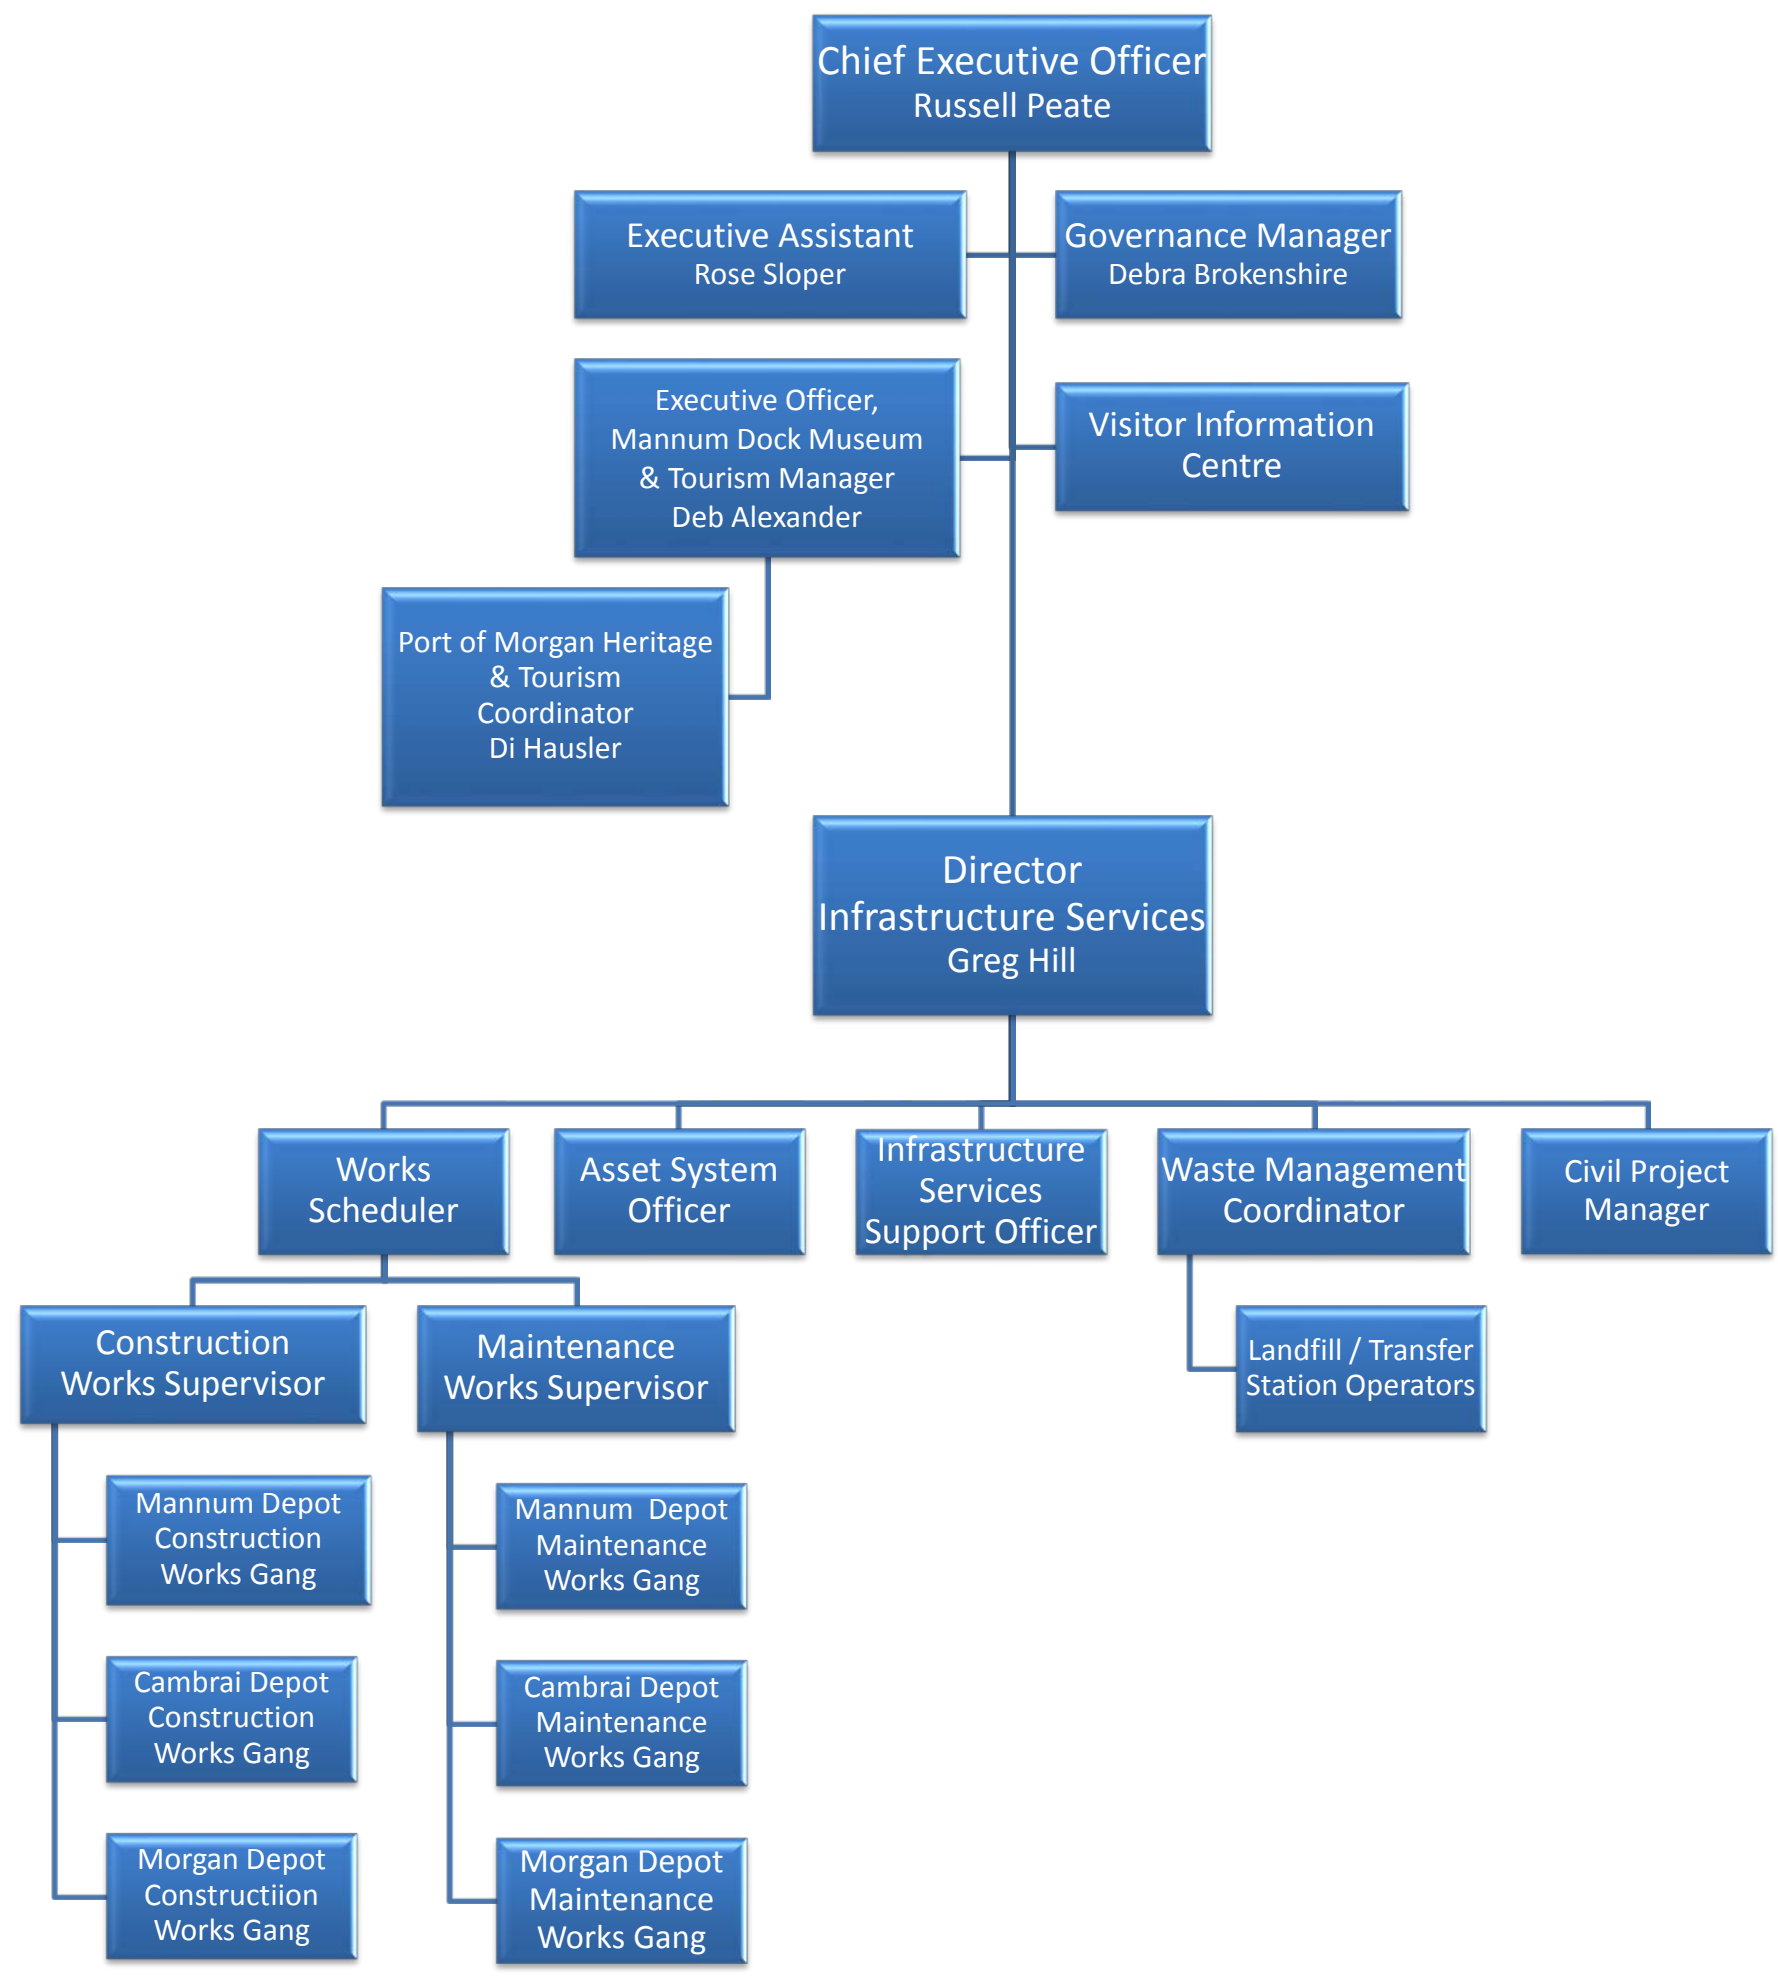 Chief Executive Officer
Russell Peate
Executive Assistant
Rose Sloper
Governance Manager
Debra Brokenshire
Executive Officer,
Mannum Dock Museum
& Tourism Manager
Deb Alexander
Visitor Information
Centre
Port of Morgan Heritage
& Tourism
Coordinator
Di Hausler
Director
Infrastructure Services
Greg Hill
Works
Scheduler
Asset System
Officer
Infrastructure
Services
Support Officer
Waste Management
Coordinator
Civil Project
Manager
Construction
Works Supervisor
Maintenance
Works Supervisor
Landfill / Transfer
Station Operators
Mannum Depot
Construction
Works Gang
Mannum  Depot
Maintenance
Works Gang
Cambrai Depot
Construction
Works Gang
Cambrai Depot
Maintenance
Works Gang
Morgan Depot
Constructiion
Works Gang
Morgan Depot
Maintenance
Works Gang